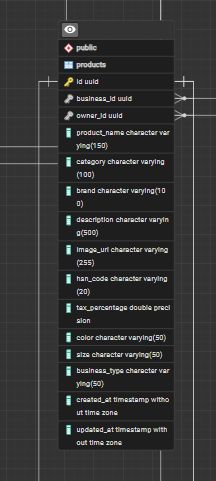 public
products
id uuid
business_id uuid
owner_id uuid
product_name character var
ying(150)
category character varying
(100)
brand character varying(10
0)
description character varyin
g(500)
image_url character varying
(255)
hsn_code character varying
(20)
tax_percentage double preci
sion
color character varying(50)
size character varying(50)
business_type character var
ying(50)
created_at timestamp witho
ut time zone
updated_at timestamp with
out time zone